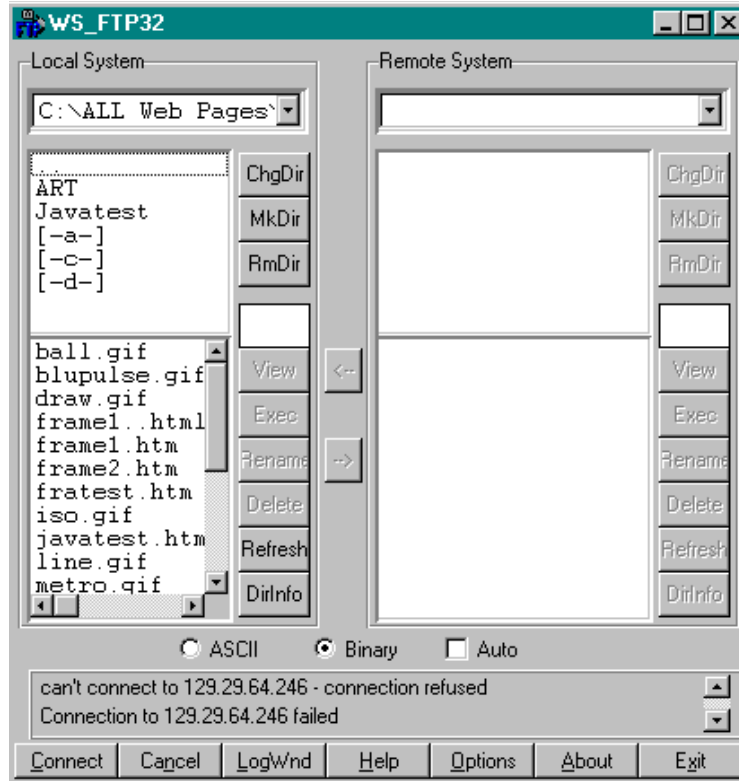 WS_FTP32
Local System
C:\ALL Web Pages\
..
ART
Javatest
[-a-]
[-c-]
[-d-]
ChgDir
MkDir
RmDir
ball.gif
blupulse.gif
draw.gif
frame1..html
frame1.htm
frame2.htm
fratest.htm
iso.gif
javatest.htm
line.gif
metro.gif
View
Exec
Rename
Delete
Refresh
DirInfo
<--
-->
Remote System
ChgDir
MkDir
RmDir
View
Exec
Rename
Delete
Refresh
DirInfo
ASCII Binary Auto
can't connect to 129.29.64.246 - connection refused
Connection to 129.29.64.246 failed
Connect Cancel LogWnd Help Options About Exit